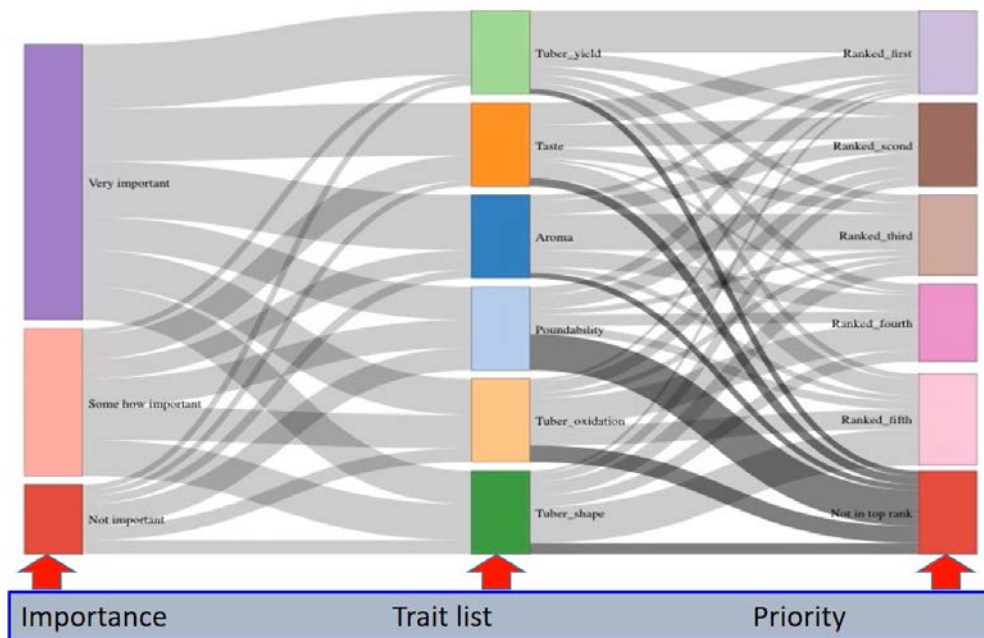 Very important
Some how important
Not important
Tuber_yield
Taste
Aroma
Poundability
Tuber_oxidation
Tuber_shape
Ranked_first
Ranked_scond
Ranked_third
Ranked_fourth
Ranked_fifth
Not in top rank
Importance
Trait list
Priority